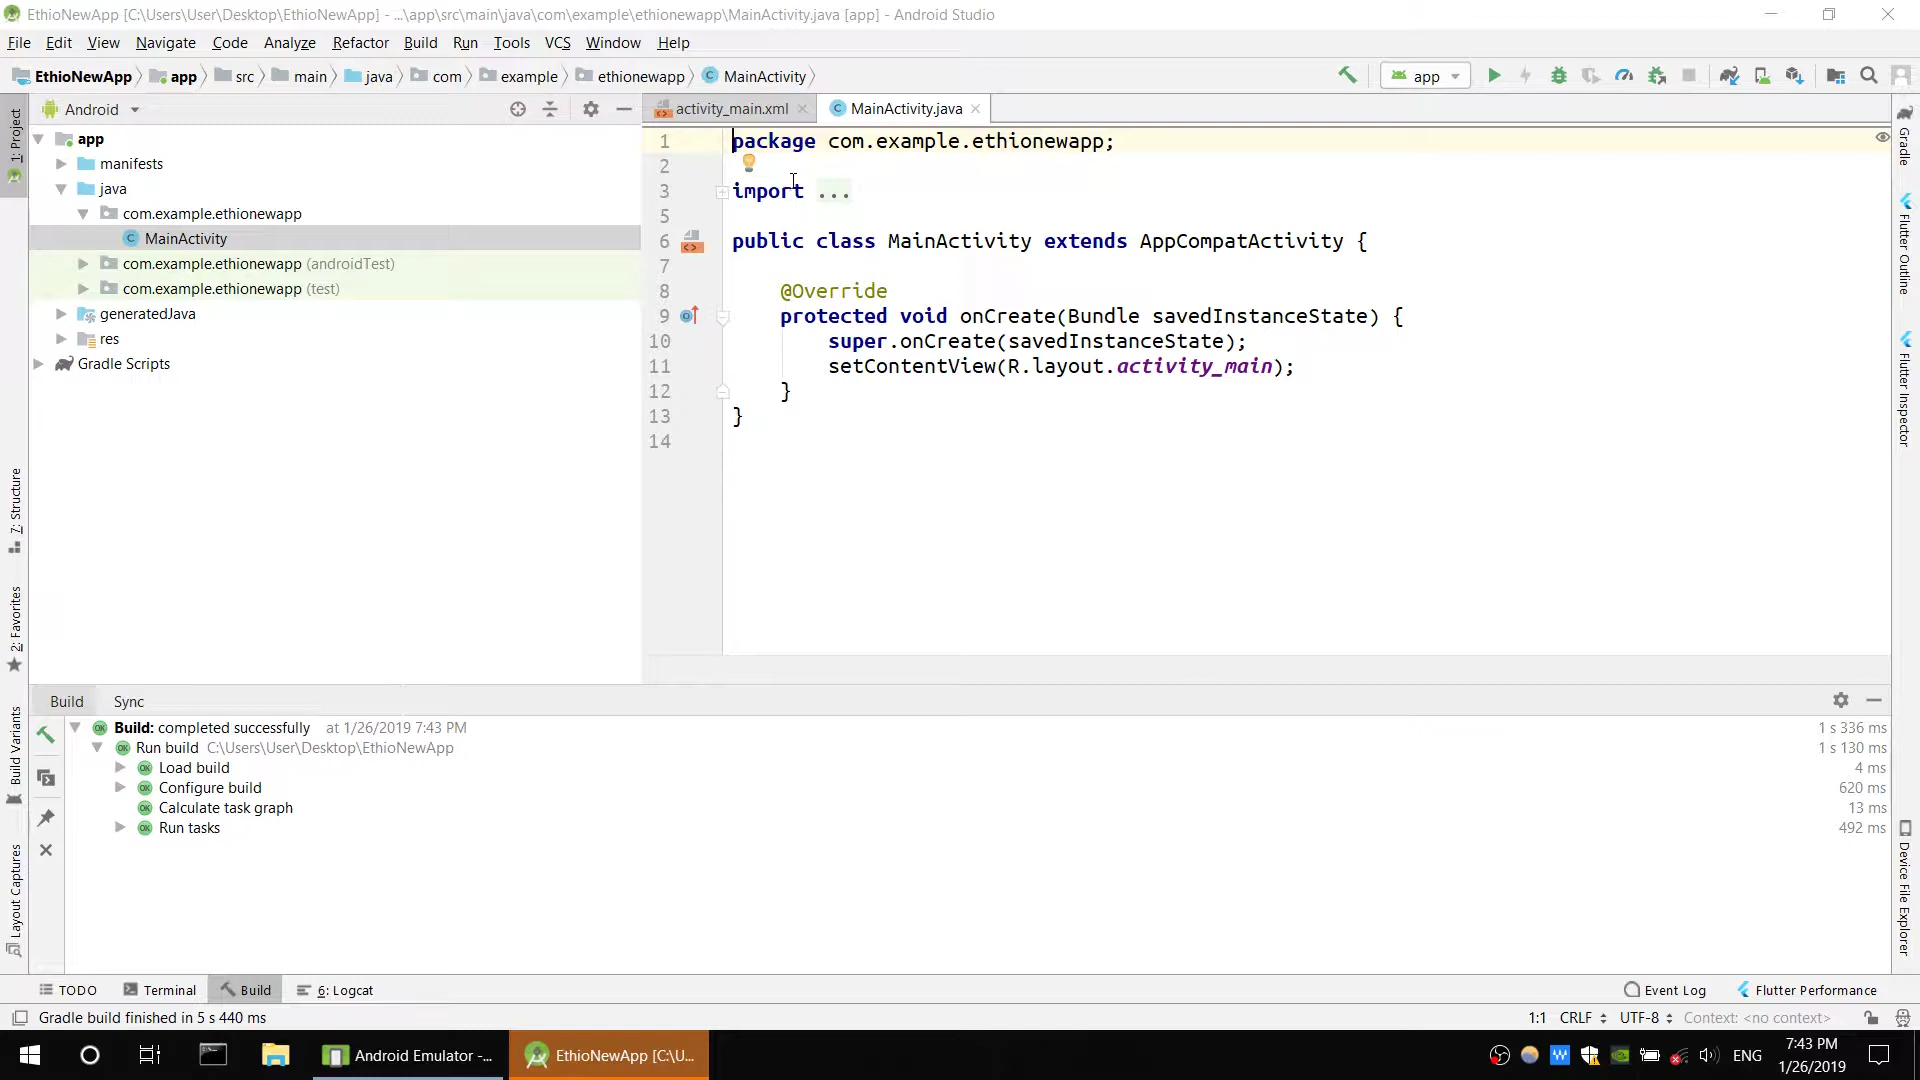 EthioNewApp [C:\Users\User\Desktop\EthioNewApp] - ...\app\src\main\java\com\example\ethionewapp\MainActivity.java [app] - Android Studio
File Edit View Navigate Code Analyze Refactor Build Run Tools VCS Window Help
EthioNewApp app src main java com example ethionewapp MainActivity app
1: Project
Android
activity_main.xml MainActivity.java
app
manifests
java
com.example.ethionewapp
MainActivity
com.example.ethionewapp (androidTest)
com.example.ethionewapp (test)
generatedJava
res
Gradle Scripts
1 package com.example.ethionewapp;
2
3 import ...
5
6 public class MainActivity extends AppCompatActivity {
7
8 @Override
9 protected void onCreate(Bundle savedInstanceState) {
10 super.onCreate(savedInstanceState);
11 setContentView(R.layout.activity_main);
12 }
13 }
14
Gradle
Flutter Outline
Flutter Inspector
Device File Explorer
7: Structure
2: Favorites
Build Variants
Layout Captures
Build Sync
Build: completed successfully at 1/26/2019 7:43 PM 1 s 336 ms
Run build C:\Users\User\Desktop\EthioNewApp 1 s 130 ms
Load build 4 ms
Configure build 620 ms
Calculate task graph 13 ms
Run tasks 492 ms
TODO Terminal Build 6: Logcat Event Log Flutter Performance
Gradle build finished in 5 s 440 ms 1:1 CRLF UTF-8 Context: <no context>
Android Emulator -... EthioNewApp [C:\U... ENG 7:43 PM
1/26/2019